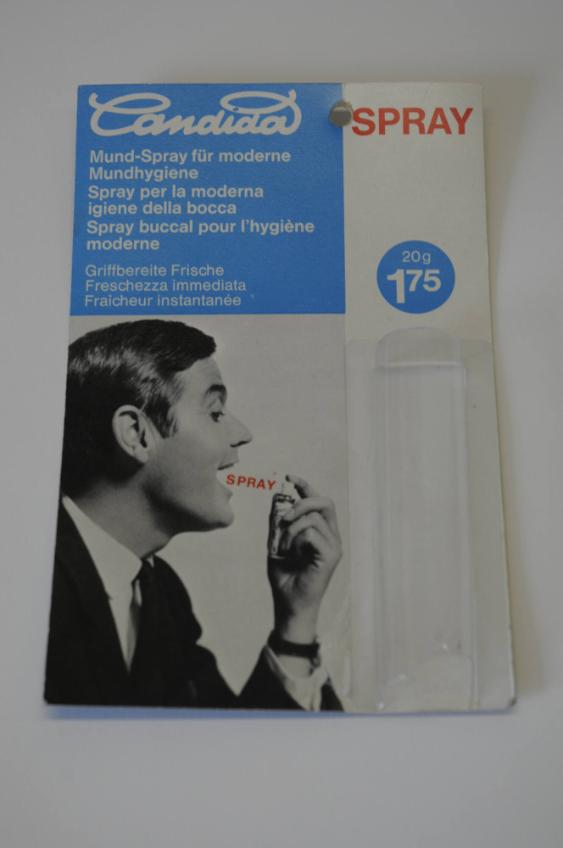 Candida
SPRAY
Mund-Spray für moderne
Mundhygiene
Spray per la moderna
igiene della bocca
Spray buccal pour l'hygiène
moderne
Griffbereite Frische
Freschezza immediata
Fraîcheur instantanée
20g
1 75
SPRAY